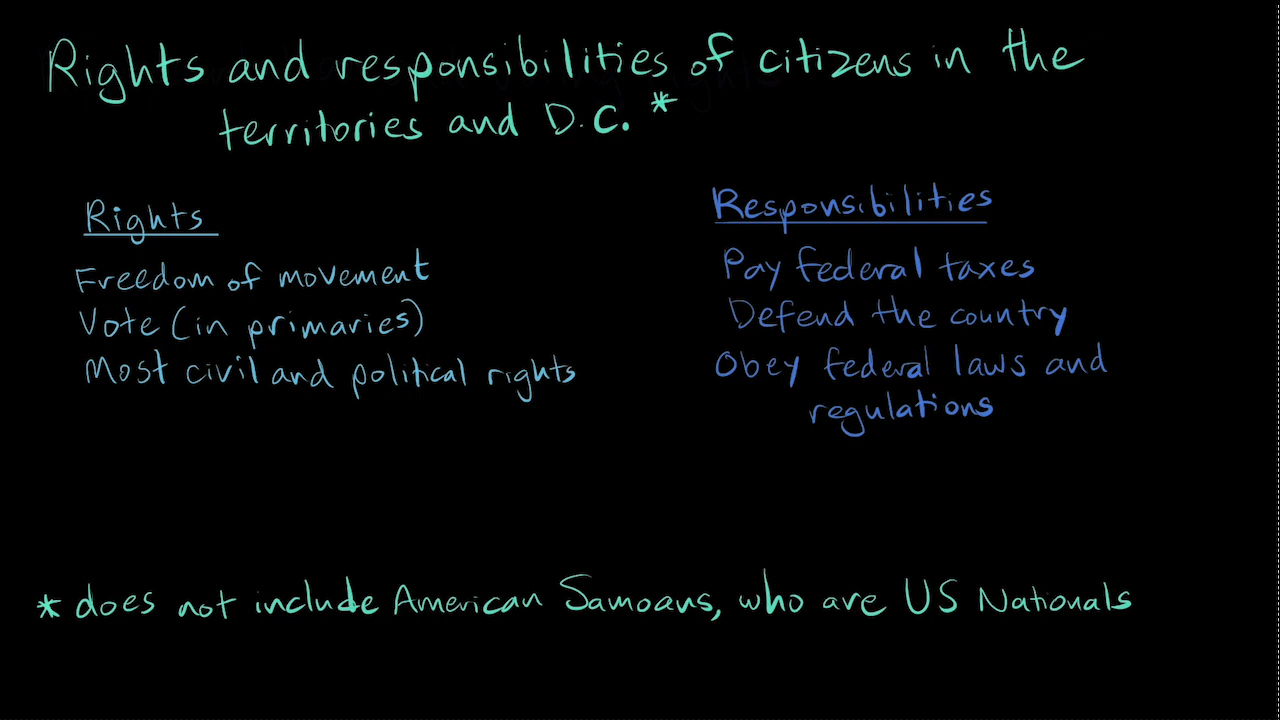 Rights and responsibilities of citizens in the
territories and D.C. *
Rights
Freedom of movement
Vote (in primaries)
Most civil and political rights
Responsibilities
Pay federal taxes
Defend the country
Obey federal laws and
regulations
* does not include American Samoans, who are US Nationals